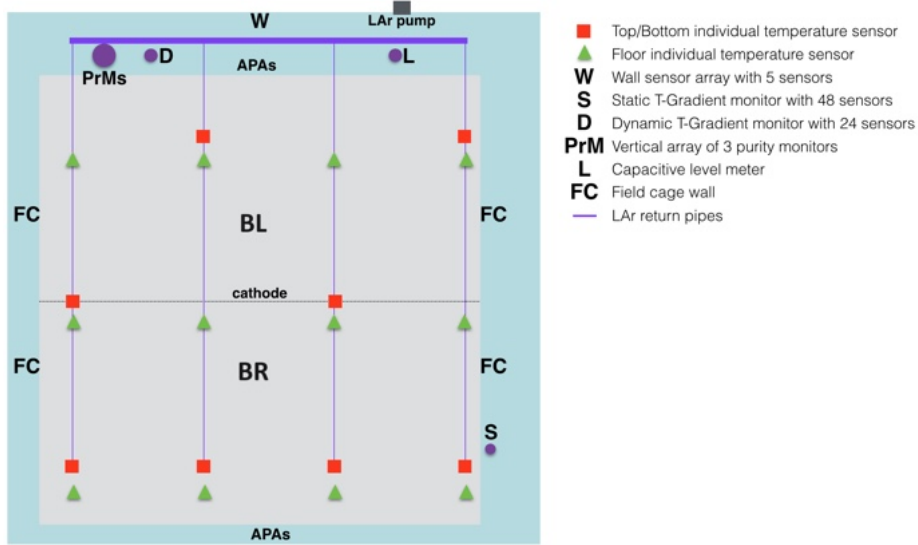 W
LAr pump
D
L
PrMs
APAs
FC
BL
FC
cathode
FC
BR
FC
S
APAs
Top/Bottom individual temperature sensor
Floor individual temperature sensor
W Wall sensor array with 5 sensors
S Static T-Gradient monitor with 48 sensors
D Dynamic T-Gradient monitor with 24 sensors
PrM Vertical array of 3 purity monitors
L Capacitive level meter
FC Field cage wall
LAr return pipes